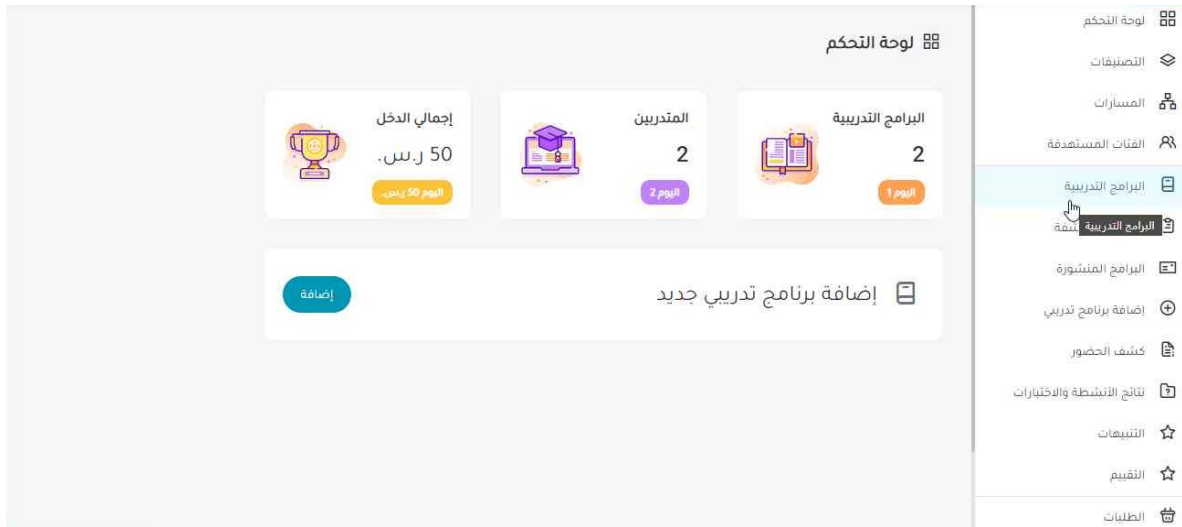 لوحة التحكم
التصنيفات
المسارات
الفئات المستهدفة
البرامج التدريبية
البرامج التدريبية
البرامج المنشورة
إضافة برنامج تدريبي
كشف الحضور
نتائج الأنشطة والاختبارات
التنبيهات
التقييم
الطلبات
لوحة التحكم
البرامج التدريبية
2
اليوم 1
المتدربين
2
اليوم 2
إجمالي الدخل
50 ر.س.
اليوم 50 ر.س.
إضافة برنامج تدريبي جديد
إضافة